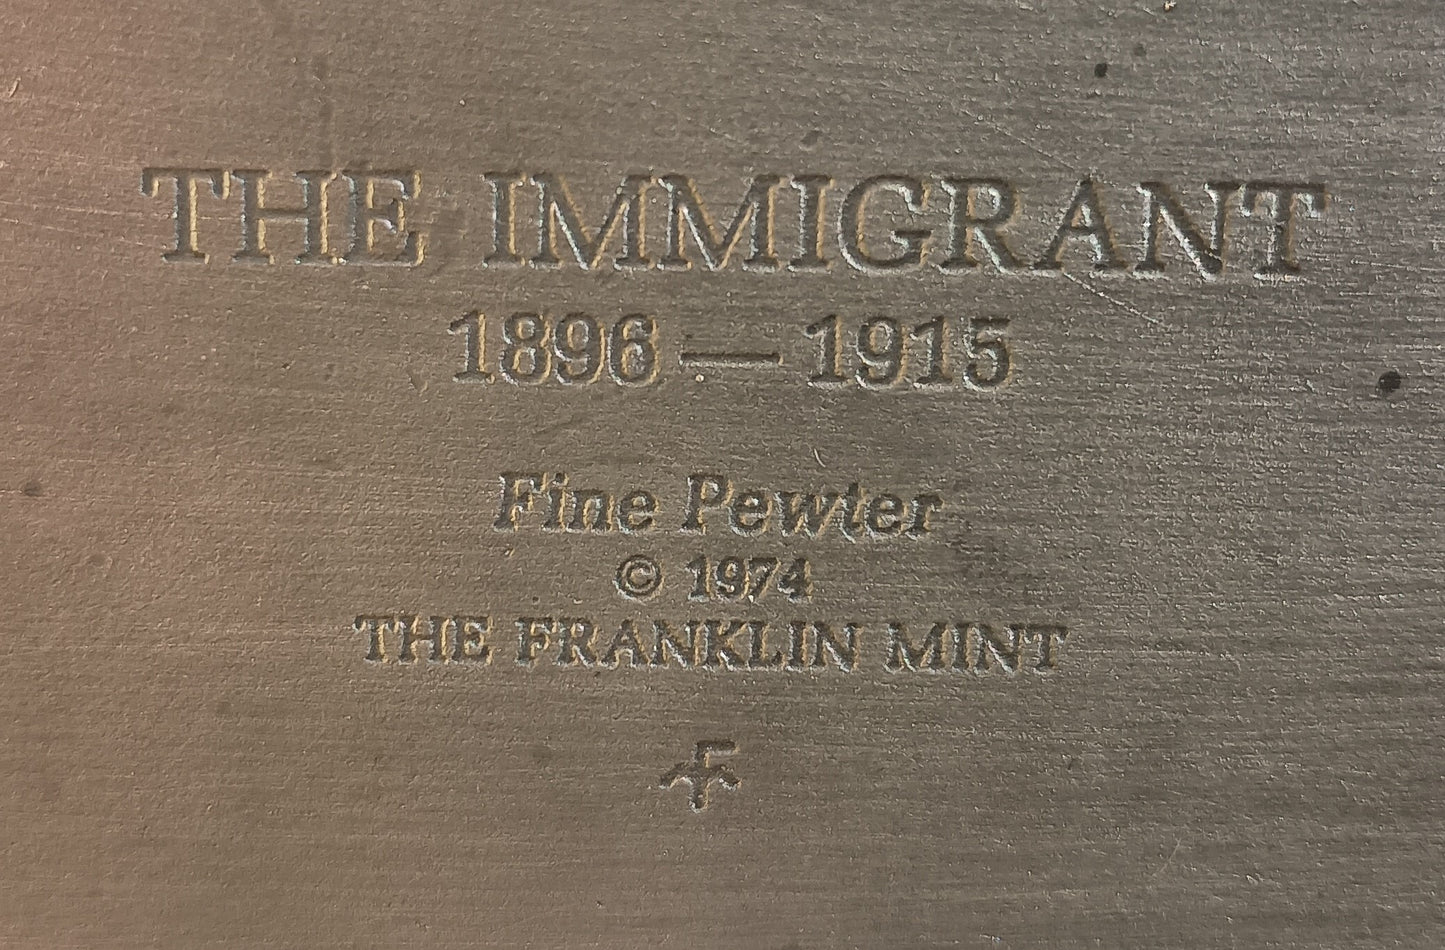 THE IMMIGRANT
1896 — 1915
Fine Pewter
© 1974
THE FRANKLIN MINT